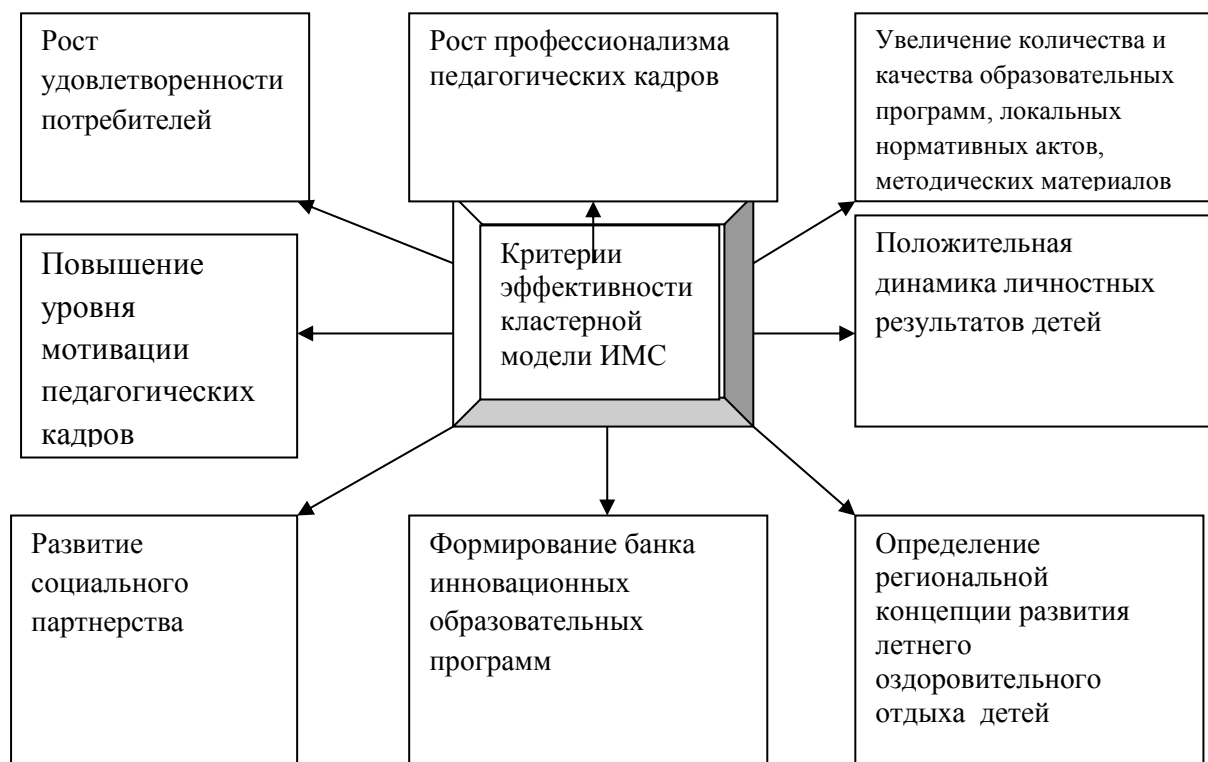 Рост
удовлетворенности
потребителей
Рост профессионализма
педагогических кадров
Увеличение количества и
качества образовательных
программ, локальных
нормативных актов,
методических материалов
Повышение
уровня
мотивации
педагогических
кадров
Критерии
эффективности
кластерной
модели ИМС
Положительная
динамика личностных
результатов детей
Развитие
социального
партнерства
Формирование банка
инновационных
образовательных
программ
Определение
региональной
концепции развития
летнего
оздоровительного
отдыха детей